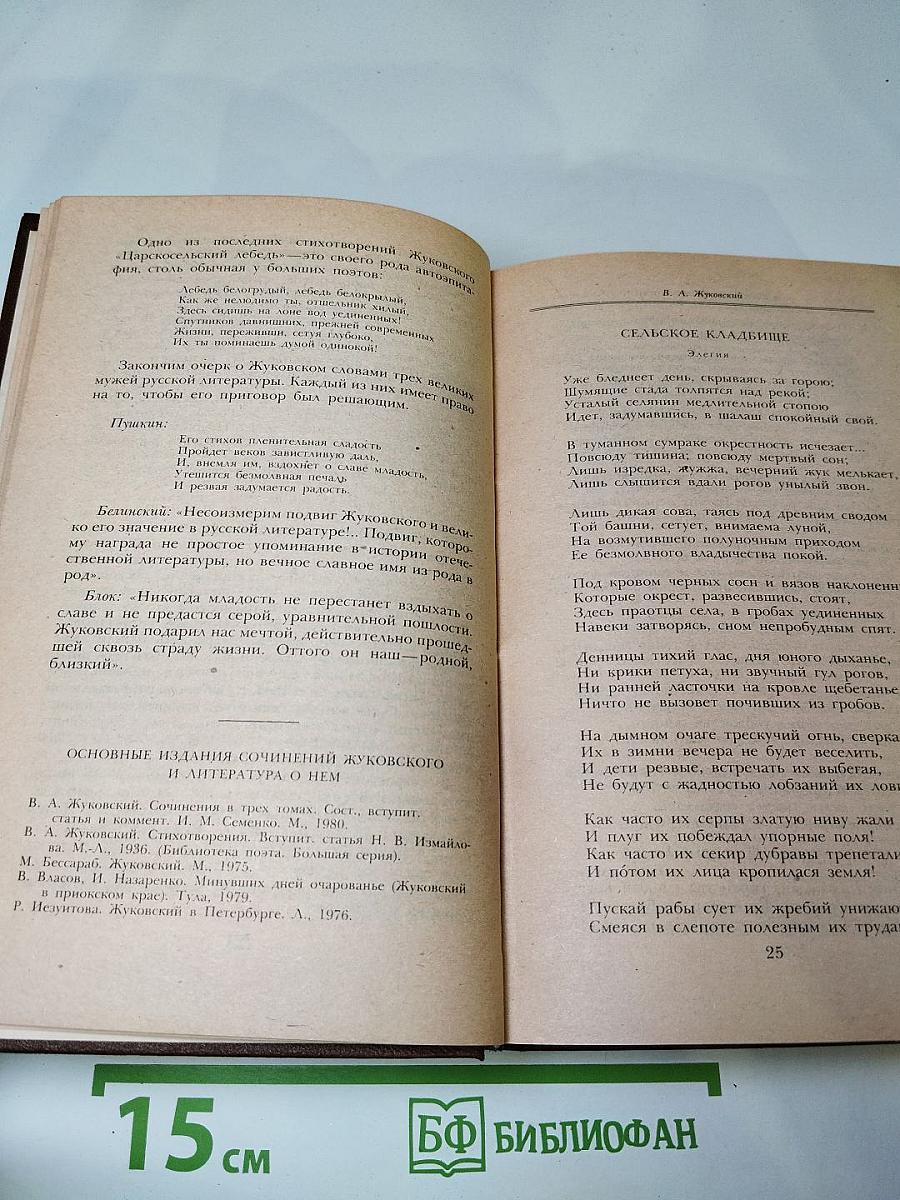 Одно из последних стихотворений Жуковского
«Царскосельский лебедь» — это своего рода автоэпита-
фия, столь обычная у больших поэтов:
Лебедь белогрудый, лебедь белокрылый,
Как же нелюдимо ты, отшельник хилый,
Здесь сидишь на лоне вод уединенных!
Спутников давнишних, прежней современных
Жизни, переживши, сетуя глубоко,
Их ты поминаешь думой одинокой!
Закончим очерк о Жуковском словами трех великих
мужей русской литературы. Каждый из них имеет право
на то, чтобы его приговор был решающим.
Пушкин:
Его стихов пленительная сладость
Пройдет веков завистливую даль,
И, внемля им, вздохнет о славе младость,
Утешится безмолвная печаль
И резвая задумается радость.
Белинский: «Несоизмерим подвиг Жуковского и вели-
ко его значение в русской литературе!.. Подвиг, которо-
му награда не простое упоминание в истории отече-
ственной литературы, но вечное славное имя из рода в
род».
Блок: «Никогда младость не перестанет вздыхать о
славе и не предастся серой, уравнительной пошлости.
Жуковский подарил нас мечтой, действительно прошед-
шей сквозь страду жизни. Оттого он наш — родной,
близкий».
ОСНОВНЫЕ ИЗДАНИЯ СОЧИНЕНИЙ ЖУКОВСКОГО
И ЛИТЕРАТУРА О НЕМ
В. А. Жуковский. Сочинения в трех томах. Сост., вступит.
статья и коммент. И. М. Семенко. М., 1980.
В. А. Жуковский. Стихотворения. Вступит. статья Н. В. Измайло-
ва. М.-Л., 1936. (Библиотека поэта. Большая серия).
М. Бессараб. Жуковский. М., 1975.
В. Власов, И. Назаренко. Минувших дней очарованье (Жуковский
в приокском крае). Тула, 1979.
Р. Иезуитова. Жуковский в Петербурге. Л., 1976.
В. А. Жуковский
СЕЛЬСКОЕ КЛАДБИЩЕ
Элегия
Уже бледнеет день, скрываясь за горою;
Шумящие стада толпятся над рекой;
Усталый селянин медлительной стопою
Идет, задумавшись, в шалаш спокойный свой.
В туманном сумраке окрестность исчезает...
Повсюду тишина; повсюду мертвый сон;
Лишь изредка, жужжа, вечерний жук мелькает,
Лишь слышится вдали рогов унылый звон.
Лишь дикая сова, таясь под древним сводом
Той башни, сетует, внимаема луной,
На возмутившего полуночным приходом
Ее безмолвного владычества покой.
Под кровом черных сосн и вязов наклоненн
Которые окрест, развесившись, стоят,
Здесь праотцы села, в гробах уединенных
Навеки затворясь, сном непробудным спят.
Денницы тихий глас, дня юного дыханье,
Ни крики петуха, ни звучный гул рогов,
Ни ранней ласточки на кровле щебетанье
Ничто не вызовет почивших из гробов.
На дымном очаге трескучий огнь, сверка
Их в зимни вечера не будет веселить,
И дети резвые, встречать их выбегая,
Не будут с жадностью лобзаний их лови
Как часто их серпы златую ниву жали
И плуг их побеждал упорные поля!
Как часто их секир дубравы трепетали
И по́том их лица кропилася земля!
Пускай рабы сует их жребий унижаю
Смеяся в слепоте полезным их труда
25
15 см
БФ БИБЛИОФАН